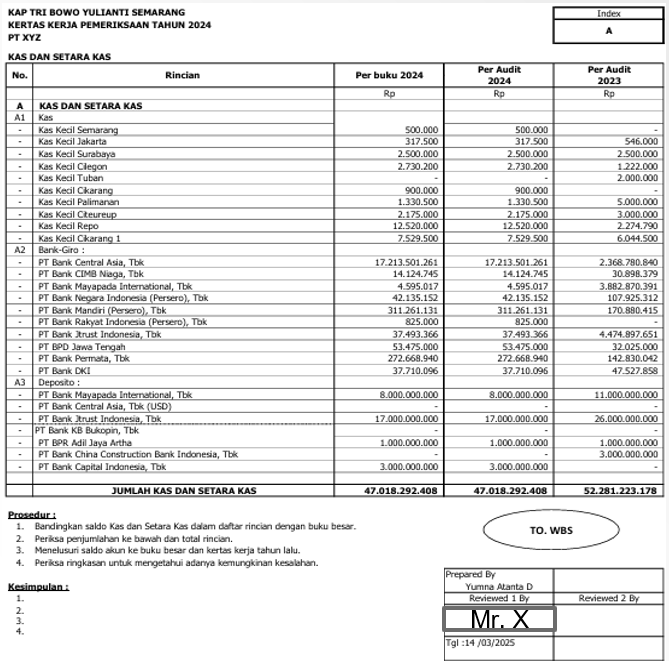 KAP TRI BOWO YULIANTI SEMARANG
KERTAS KERJA PEMERIKSAAN TAHUN 2024
PT XYZ
Index
A
KAS DAN SETARA KAS
No. Rincian Per buku 2024 Per Audit 2024 Per Audit 2023
Rp Rp Rp
A KAS DAN SETARA KAS
A1 Kas
- Kas Kecil Semarang 500.000 500.000 -
- Kas Kecil Jakarta 317.500 317.500 546.000
- Kas Kecil Surabaya 2.500.000 2.500.000 2.500.000
- Kas Kecil Cilegon 2.730.200 2.730.200 1.222.000
- Kas Kecil Tuban - - 2.000.000
- Kas Kecil Cikarang 900.000 900.000 -
- Kas Kecil Palimanan 1.330.500 1.330.500 5.000.000
- Kas Kecil Citeureup 2.175.000 2.175.000 3.000.000
- Kas Kecil Repo 12.520.000 12.520.000 2.274.790
- Kas Kecil Cikarang 1 7.529.500 7.529.500 6.044.500
A2 Bank-Giro :
- PT Bank Central Asia, Tbk 17.213.501.261 17.213.501.261 2.368.780.840
- PT Bank CIMB Niaga, Tbk 14.124.745 14.124.745 30.898.379
- PT Bank Mayapada International, Tbk 4.595.017 4.595.017 3.882.870.391
- PT Bank Negara Indonesia (Persero), Tbk 42.135.152 42.135.152 107.925.312
- PT Bank Mandiri (Persero), Tbk 311.261.131 311.261.131 170.880.415
- PT Bank Rakyat Indonesia (Persero), Tbk 825.000 825.000 -
- PT Bank Jtrust Indonesia, Tbk 37.493.366 37.493.366 4.474.897.651
- PT BPD Jawa Tengah 53.475.000 53.475.000 32.025.000
- PT Bank Permata, Tbk 272.668.940 272.668.940 142.830.042
- PT Bank DKI 37.710.096 37.710.096 47.527.858
A3 Deposito :
- PT Bank Mayapada International, Tbk 8.000.000.000 8.000.000.000 11.000.000.000
- PT Bank Central Asia, Tbk (USD) - - -
- PT Bank Jtrust Indonesia, Tbk 17.000.000.000 17.000.000.000 26.000.000.000
- PT Bank KB Bukopin, Tbk - - -
- PT BPR Adil Jaya Artha 1.000.000.000 1.000.000.000 1.000.000.000
- PT Bank China Construction Bank Indonesia, Tbk - - 3.000.000.000
- PT Bank Capital Indonesia, Tbk 3.000.000.000 3.000.000.000 -
JUMLAH KAS DAN SETARA KAS 47.018.292.408 47.018.292.408 52.281.223.178
Prosedur :
1. Bandingkan saldo Kas dan Setara Kas dalam daftar rincian dengan buku besar.
2. Periksa penjumlahan ke bawah dan total rincian.
3. Menelusuri saldo akun ke buku besar dan kertas kerja tahun lalu.
4. Periksa ringkasan untuk mengetahui adanya kemungkinan kesalahan.
TO. WBS
Kesimpulan :
1.
2.
3.
4.
Prepared By
Yumna Atanta D
Reviewed 1 By Reviewed 2 By
Mr. X
Tgl :14 /03/2025